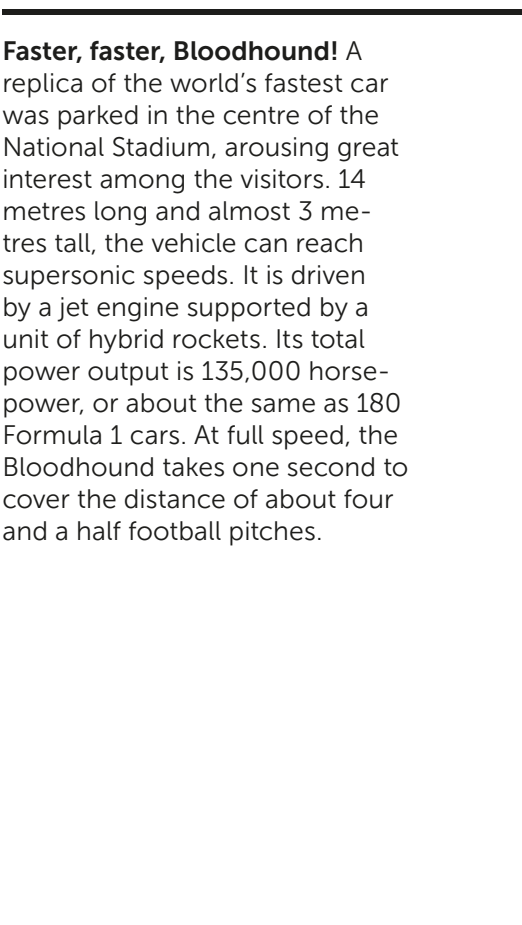 Faster, faster, Bloodhound! A
replica of the world’s fastest car
was parked in the centre of the
National Stadium, arousing great
interest among the visitors. 14
metres long and almost 3 me-
tres tall, the vehicle can reach
supersonic speeds. It is driven
by a jet engine supported by a
unit of hybrid rockets. Its total
power output is 135,000 horse-
power, or about the same as 180
Formula 1 cars. At full speed, the
Bloodhound takes one second to
cover the distance of about four
and a half football pitches.